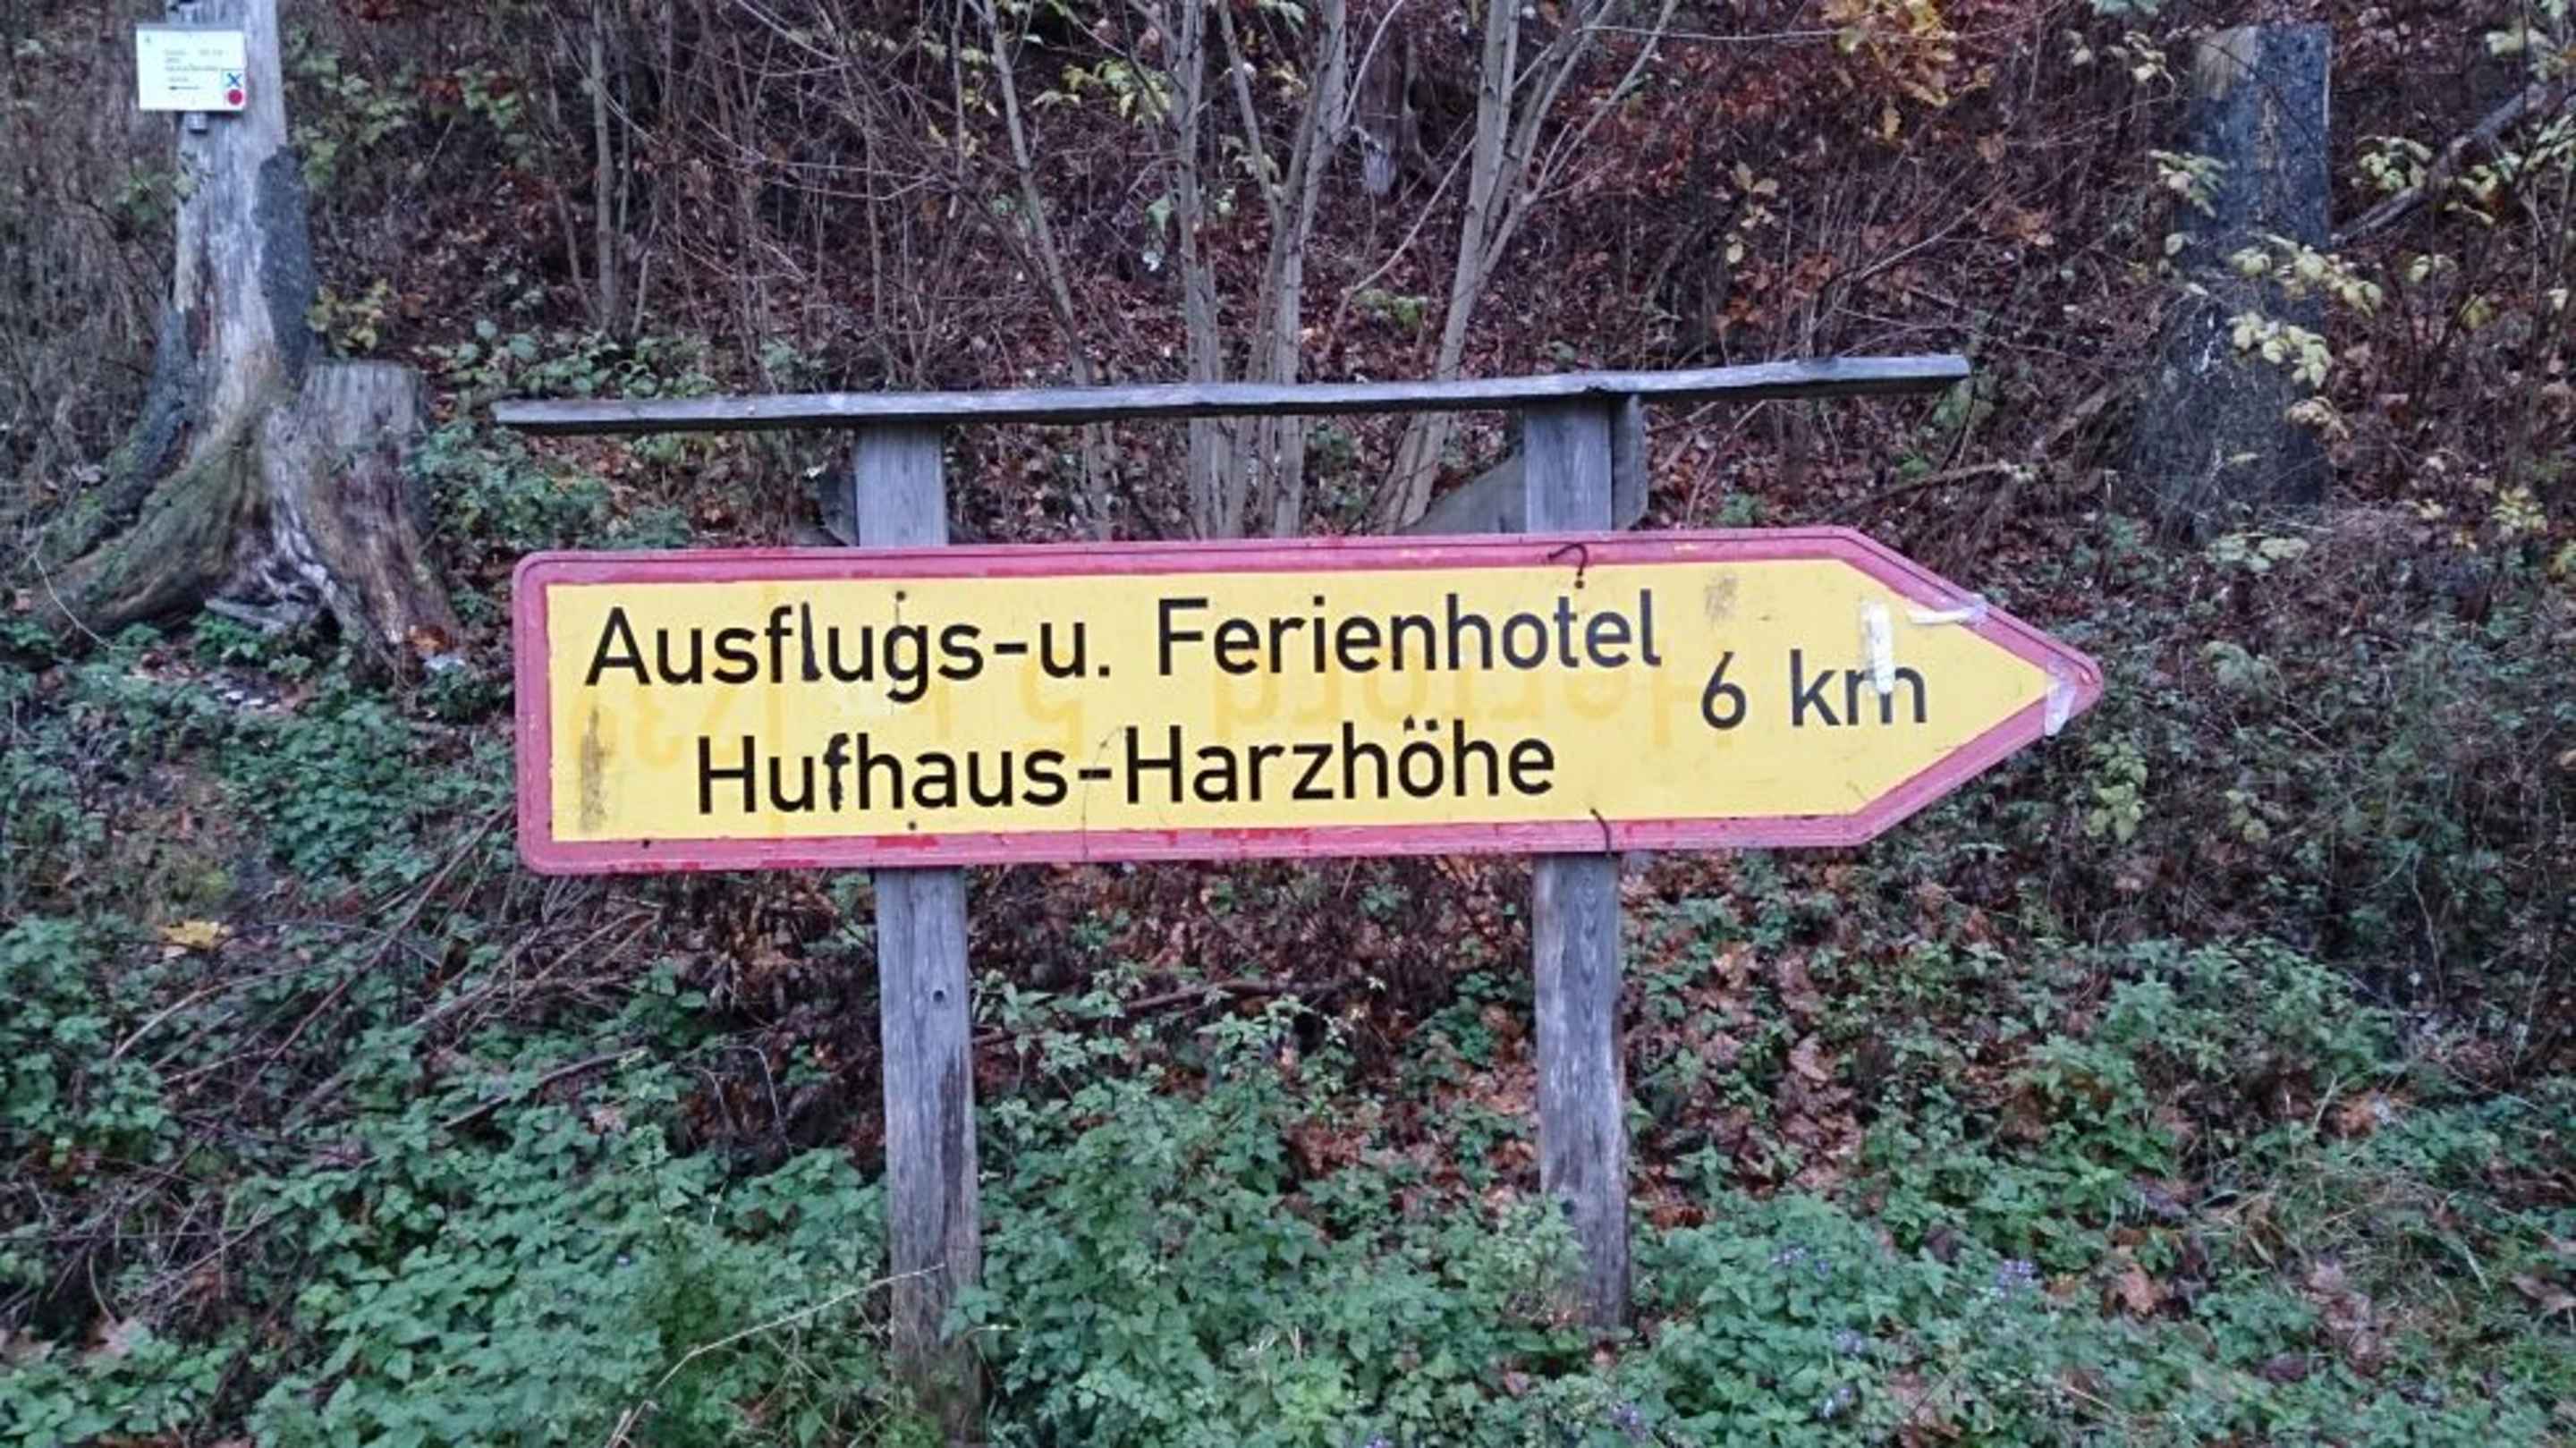 Ausflugs-u. Ferienhotel
Hufhaus-Harzhöhe
6 km